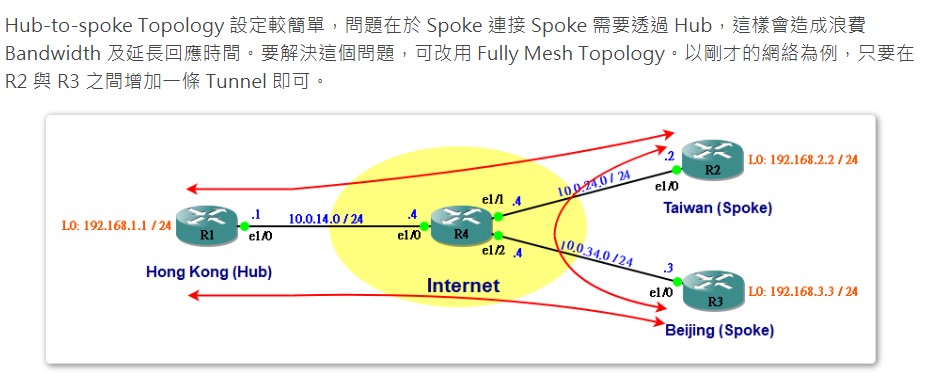 Hub-to-spoke Topology 設定較簡單，問題在於 Spoke 連接 Spoke 需要透過 Hub，這樣會造成浪費
Bandwidth 及延長回應時間。要解決這個問題，可改用 Fully Mesh Topology。以剛才的網絡為例，只要在
R2 與 R3 之間增加一條 Tunnel 即可。
.2
R2
L0: 192.168.2.2 / 24
e1/0
10.0.24.0 / 24
Taiwan (Spoke)
e1/1 .4
L0: 192.168.1.1 / 24
R1
.1
e1/0
10.0.14.0 / 24
.4
e1/0
R4
e1/2 .4
10.0.34.0 / 24
Hong Kong (Hub)
Internet
.3
e1/0
R3
L0: 192.168.3.3 / 24
Beijing (Spoke)